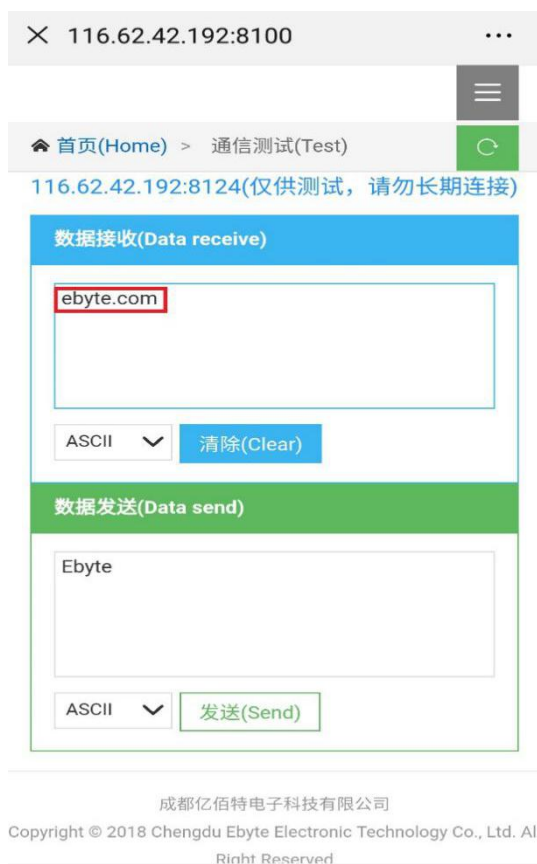 116.62.42.192:8100
首页(Home) > 通信测试(Test)
116.62.42.192:8124(仅供测试，请勿长期连接)
数据接收(Data receive)
ebyte.com
ASCII 清除(Clear)
数据发送(Data send)
Ebyte
ASCII 发送(Send)
成都亿佰特电子科技有限公司
Copyright © 2018 Chengdu Ebyte Electronic Technology Co., Ltd. Al
Right Reserved